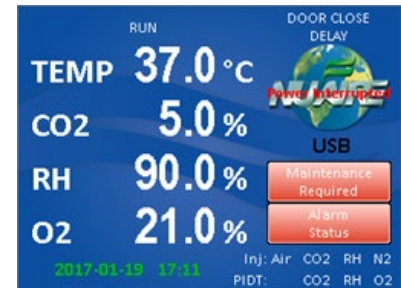 RUN
DOOR CLOSE
DELAY
TEMP 37.0 °C
NUAIRE
Power Interrupted
CO2 5.0 %
USB
RH 90.0 %
Maintenance
Required
O2 21.0 %
Alarm
Status
Inj: Air CO2 RH N2
2017-01-19 17:11
PIDT: CO2 RH O2